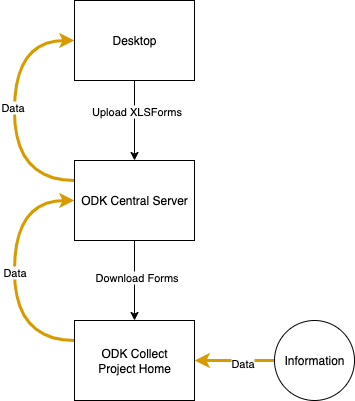 Desktop
Data
Upload XLSForms
ODK Central Server
Data
Download Forms
ODK Collect
Project Home
Data
Information